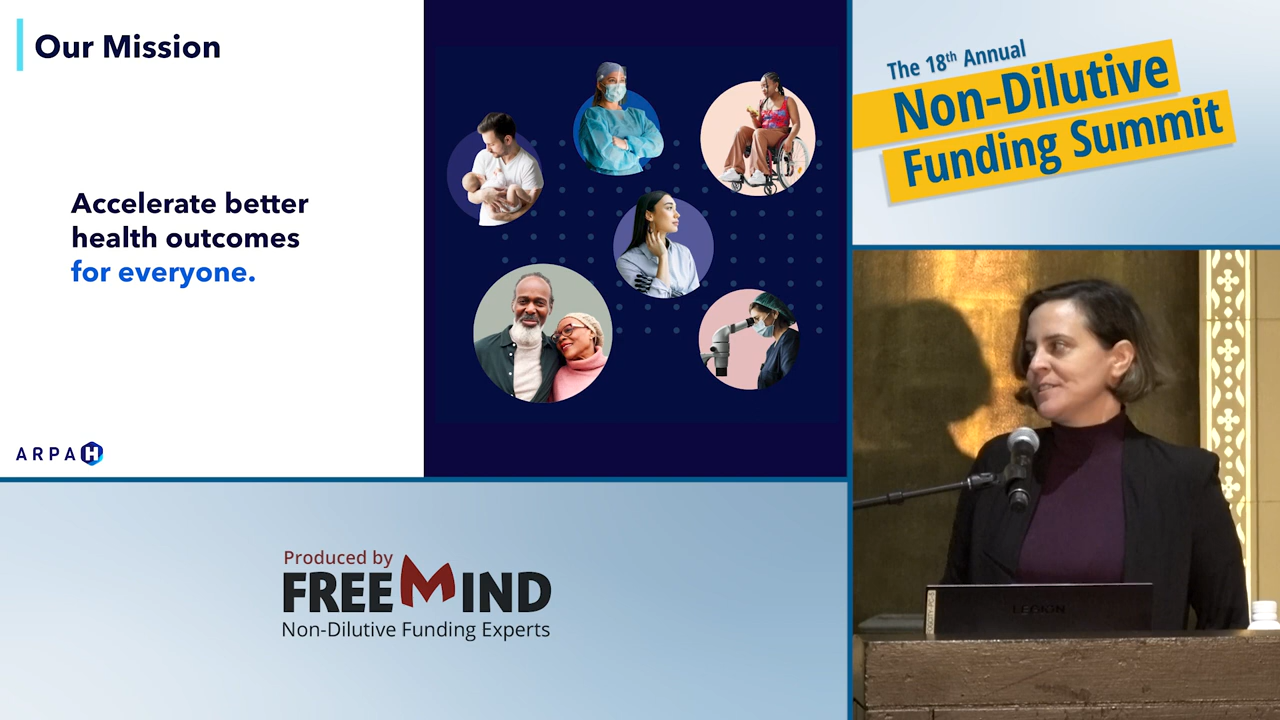 Our Mission
Accelerate better
health outcomes
for everyone.
ARPA H
The 18th Annual
Non-Dilutive
Funding Summit
Produced by
FREEMIND
Non-Dilutive Funding Experts
LEGION